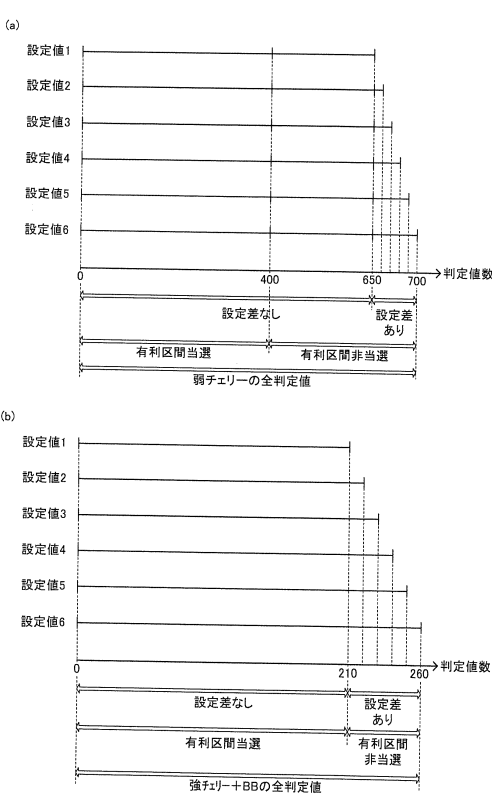 (a)
設定値1
設定値2
設定値3
設定値4
設定値5
設定値6
0 400 650 700 判定値数
設定差なし 設定差
あり
有利区間当選 有利区間非当選
弱チェリーの全判定値
(b)
設定値1
設定値2
設定値3
設定値4
設定値5
設定値6
0 210 260 判定値数
設定差なし 設定差
あり
有利区間当選 有利区間
非当選
強チェリー+BBの全判定値